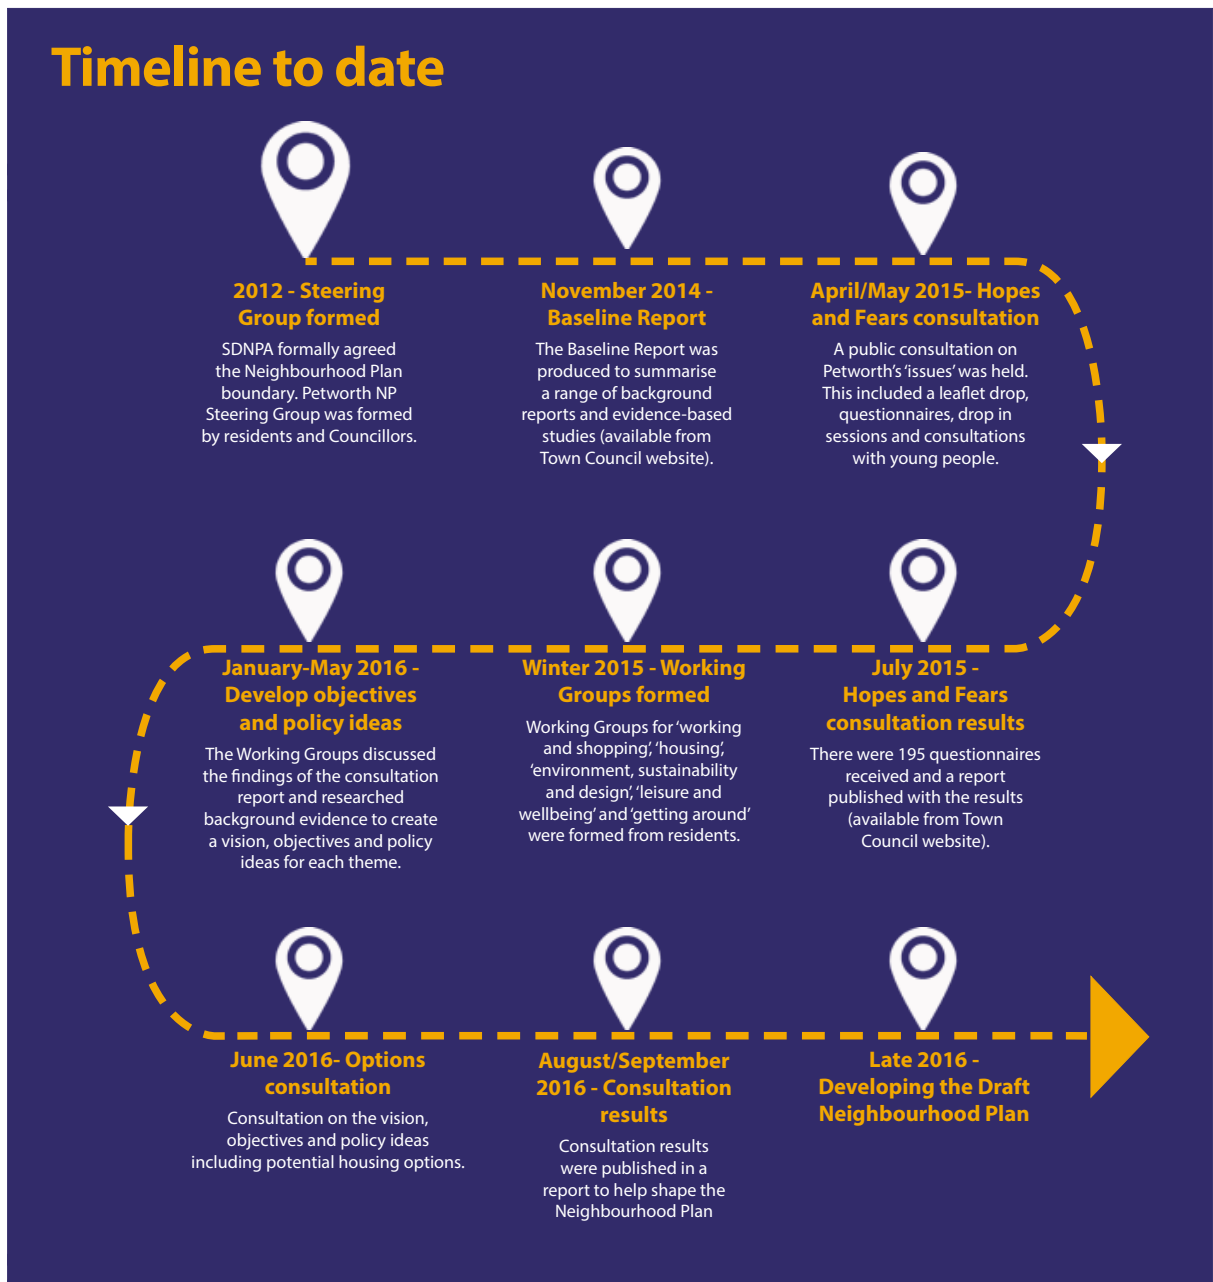 Timeline to date
2012 - Steering
Group formed
SDNPA formally agreed
the Neighbourhood Plan
boundary. Petworth NP
Steering Group was formed
by residents and Councillors.
November 2014 -
Baseline Report
The Baseline Report was
produced to summarise
a range of background
reports and evidence-based
studies (available from
Town Council website).
April/May 2015- Hopes
and Fears consultation
A public consultation on
Petworth's 'issues' was held.
This included a leaflet drop,
questionnaires, drop in
sessions and consultations
with young people.
July 2015 -
Hopes and Fears
consultation results
There were 195 questionnaires
received and a report
published with the results
(available from Town
Council website).
Winter 2015 - Working
Groups formed
Working Groups for 'working
and shopping', 'housing',
'environment, sustainability
and design', 'leisure and
wellbeing' and 'getting around'
were formed from residents.
January-May 2016 -
Develop objectives
and policy ideas
The Working Groups discussed
the findings of the consultation
report and researched
background evidence to create
a vision, objectives and policy
ideas for each theme.
June 2016- Options
consultation
Consultation on the vision,
objectives and policy ideas
including potential housing options.
August/September
2016 - Consultation
results
Consultation results
were published in a
report to help shape the
Neighbourhood Plan
Late 2016 -
Developing the Draft
Neighbourhood Plan